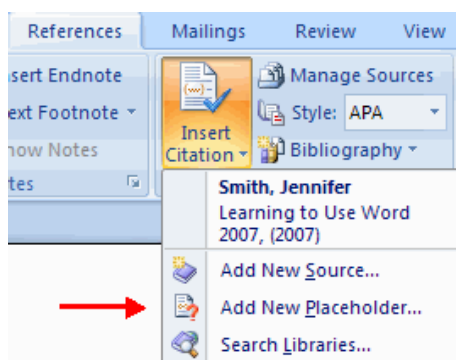 References Mailings Review View
sert Endnote
ext Footnote
now Notes
tes
Insert
Citation
Manage Sources
Style: APA
Bibliography
Smith, Jennifer
Learning to Use Word
2007, (2007)
Add New Source...
Add New Placeholder...
Search Libraries...